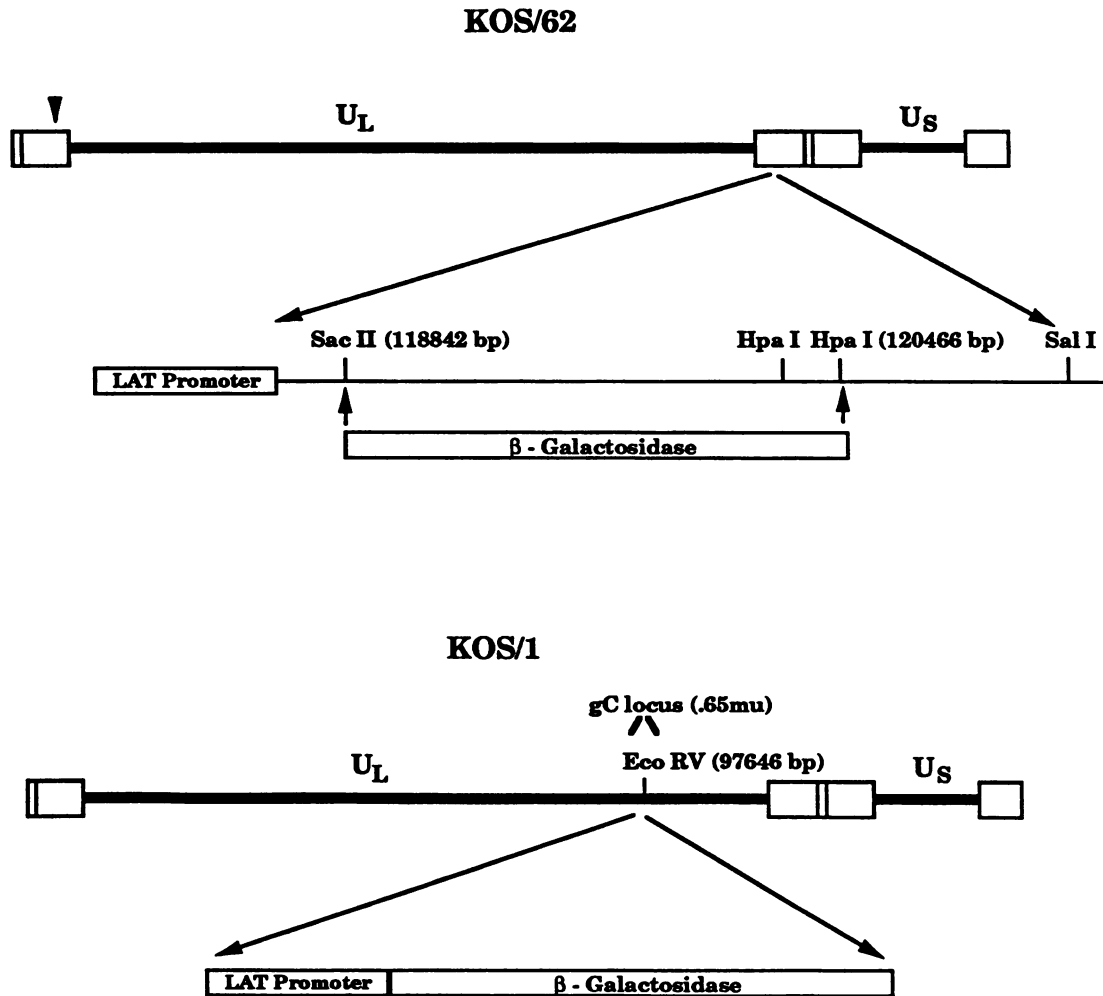 KOS/62
U_L
U_S
Sac II (118842 bp)
Hpa I
Hpa I (120466 bp)
Sal I
LAT Promoter
β - Galactosidase
KOS/1
gC locus (.65mu)
Eco RV (97646 bp)
U_L
U_S
LAT Promoter
β - Galactosidase